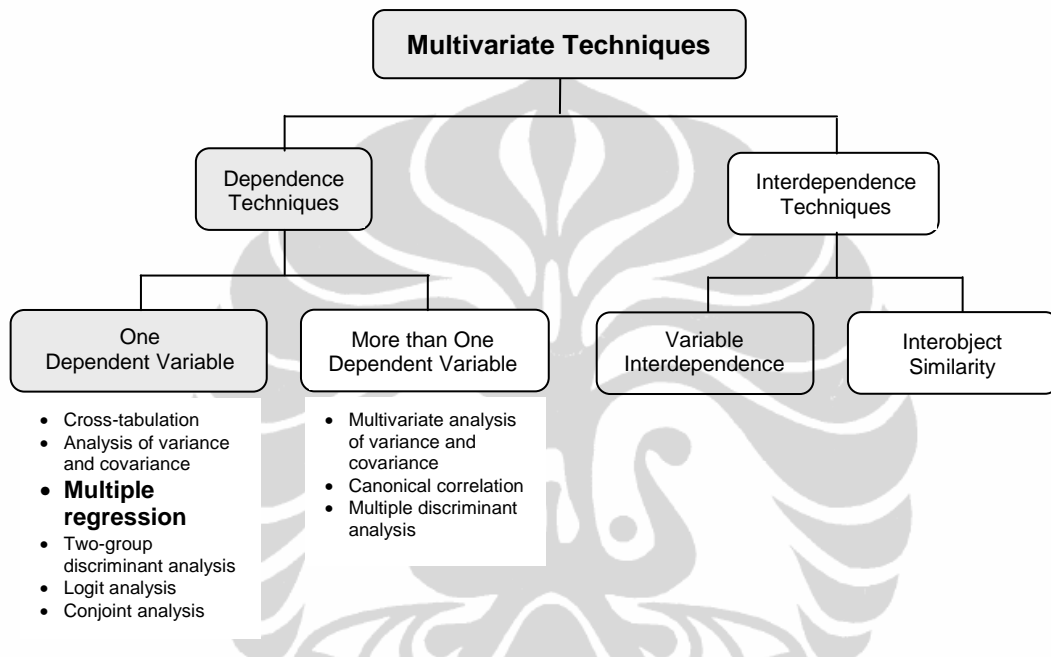 Multivariate Techniques
Dependence
Techniques
Interdependence
Techniques
One
Dependent Variable
More than One
Dependent Variable
Variable
Interdependence
Interobject
Similarity
• Cross-tabulation
• Analysis of variance
and covariance
• Multiple
regression
• Two-group
discriminant analysis
• Logit analysis
• Conjoint analysis
• Multivariate analysis
of variance and
covariance
• Canonical correlation
• Multiple discriminant
analysis